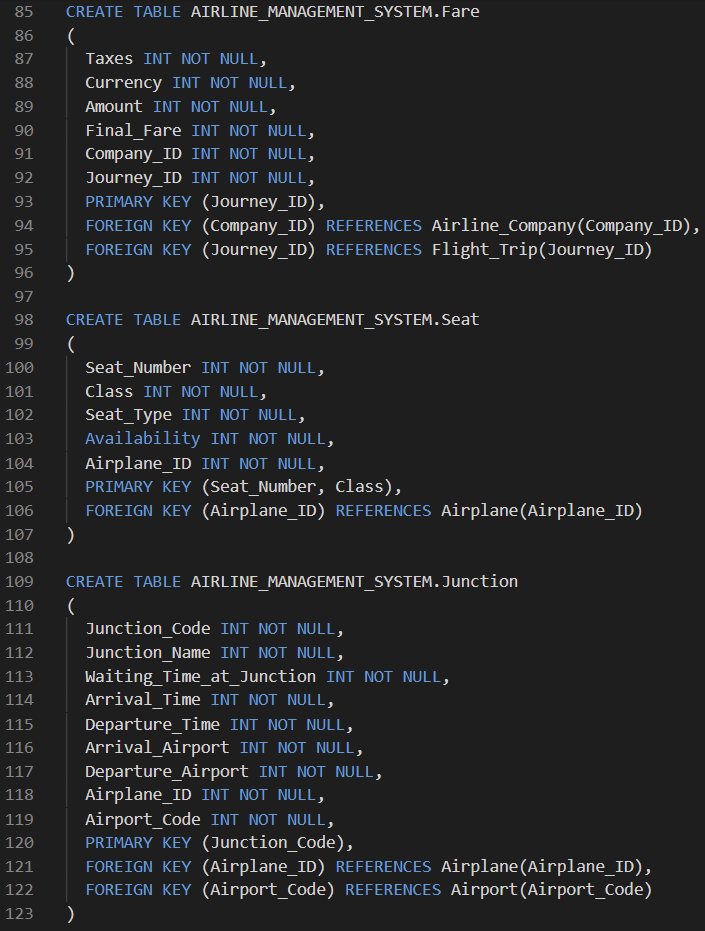 85 CREATE TABLE AIRLINE_MANAGEMENT_SYSTEM.Fare
86 (
87 Taxes INT NOT NULL,
88 Currency INT NOT NULL,
89 Amount INT NOT NULL,
90 Final_Fare INT NOT NULL,
91 Company_ID INT NOT NULL,
92 Journey_ID INT NOT NULL,
93 PRIMARY KEY (Journey_ID),
94 FOREIGN KEY (Company_ID) REFERENCES Airline_Company(Company_ID),
95 FOREIGN KEY (Journey_ID) REFERENCES Flight_Trip(Journey_ID)
96 )
97
98 CREATE TABLE AIRLINE_MANAGEMENT_SYSTEM.Seat
99 (
100 Seat_Number INT NOT NULL,
101 Class INT NOT NULL,
102 Seat_Type INT NOT NULL,
103 Availability INT NOT NULL,
104 Airplane_ID INT NOT NULL,
105 PRIMARY KEY (Seat_Number, Class),
106 FOREIGN KEY (Airplane_ID) REFERENCES Airplane(Airplane_ID)
107 )
108
109 CREATE TABLE AIRLINE_MANAGEMENT_SYSTEM.Junction
110 (
111 Junction_Code INT NOT NULL,
112 Junction_Name INT NOT NULL,
113 Waiting_Time_at_Junction INT NOT NULL,
114 Arrival_Time INT NOT NULL,
115 Departure_Time INT NOT NULL,
116 Arrival_Airport INT NOT NULL,
117 Departure_Airport INT NOT NULL,
118 Airplane_ID INT NOT NULL,
119 Airport_Code INT NOT NULL,
120 PRIMARY KEY (Junction_Code),
121 FOREIGN KEY (Airplane_ID) REFERENCES Airplane(Airplane_ID),
122 FOREIGN KEY (Airport_Code) REFERENCES Airport(Airport_Code)
123 )